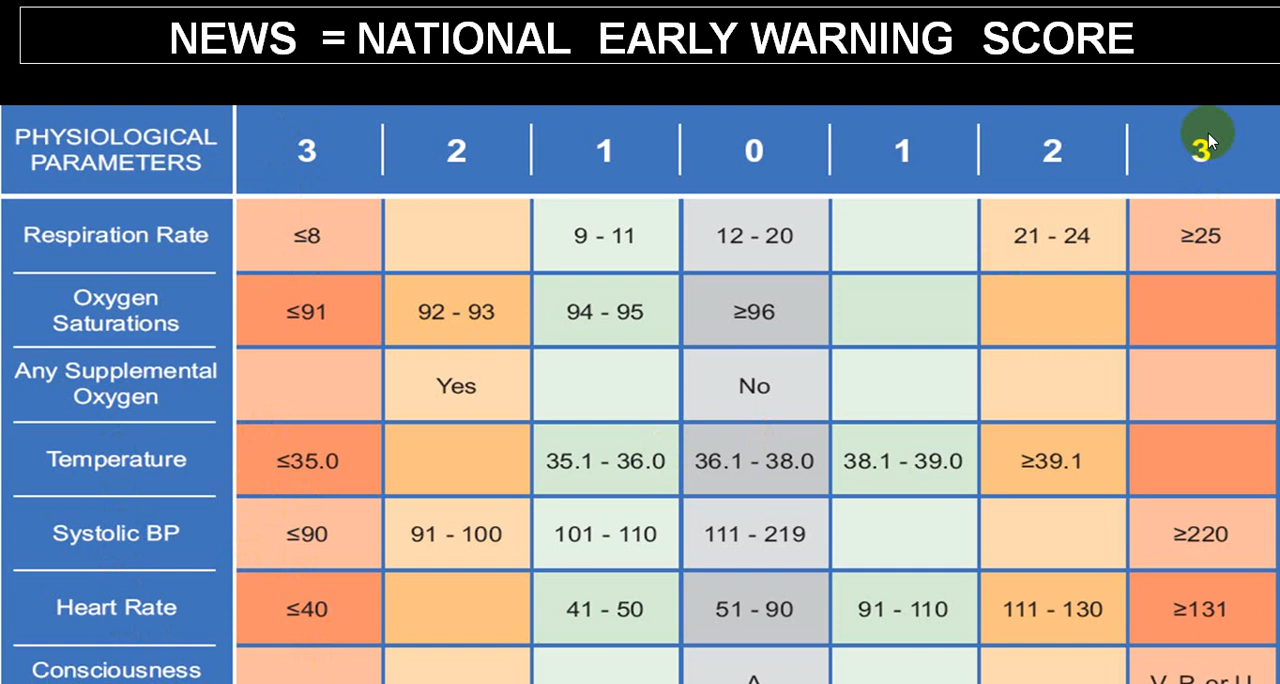 NEWS = NATIONAL EARLY WARNING SCORE
PHYSIOLOGICAL
PARAMETERS
3 2 1 0 1 2 3
Respiration Rate ≤8 9 - 11 12 - 20 21 - 24 ≥25
Oxygen
Saturations ≤91 92 - 93 94 - 95 ≥96
Any Supplemental
Oxygen Yes No
Temperature ≤35.0 35.1 - 36.0 36.1 - 38.0 38.1 - 39.0 ≥39.1
Systolic BP ≤90 91 - 100 101 - 110 111 - 219 ≥220
Heart Rate ≤40 41 - 50 51 - 90 91 - 110 111 - 130 ≥131
Consciousness A V, P, or U